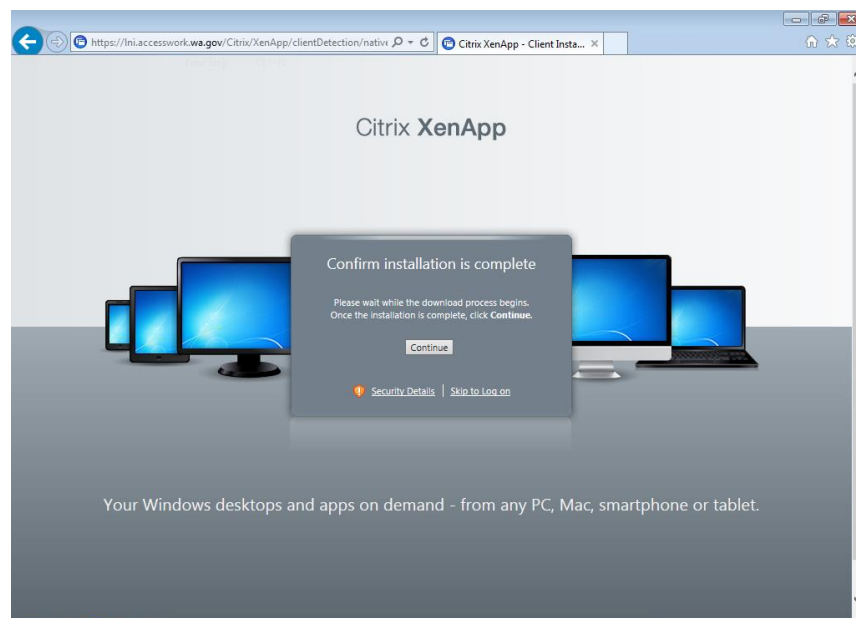 https://lni.accesswork.wa.gov/Citrix/XenApp/clientDetection/native
Citrix XenApp - Client Insta...
Citrix XenApp
Confirm installation is complete
Please wait while the download process begins.
Once the installation is complete, click Continue.
Continue
Security Details | Skip to Log on
Your Windows desktops and apps on demand - from any PC, Mac, smartphone or tablet.